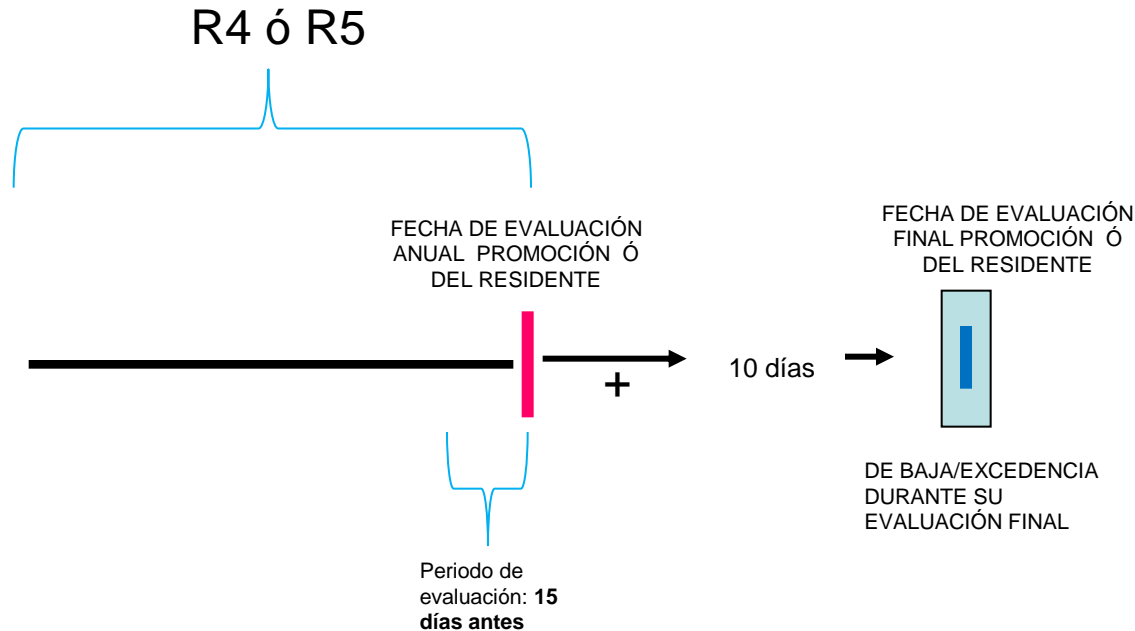 R4 ó R5
FECHA DE EVALUACIÓN
ANUAL PROMOCIÓN Ó
DEL RESIDENTE
FECHA DE EVALUACIÓN
FINAL PROMOCIÓN Ó
DEL RESIDENTE
+
10 días
DE BAJA/EXCEDENCIA
DURANTE SU
EVALUACIÓN FINAL
Periodo de
evaluación: 15
días antes